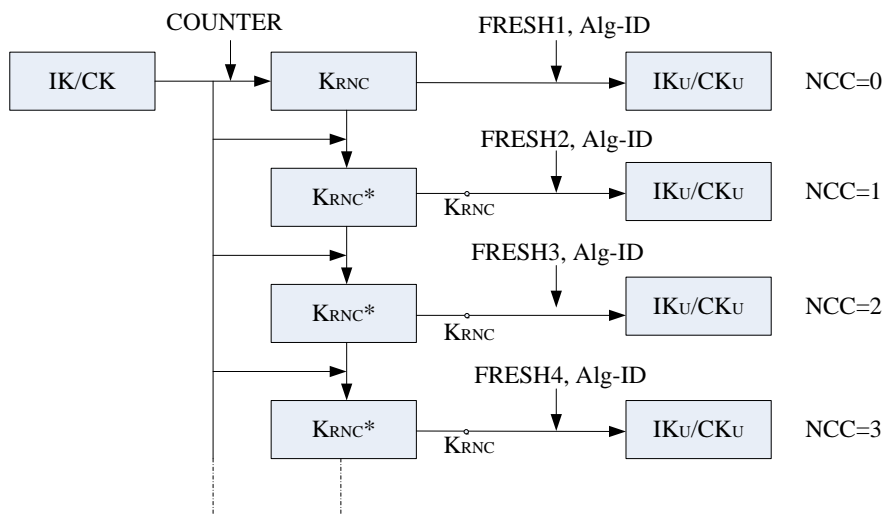 COUNTER
FRESH1, Alg-ID
IK/CK
KRNC
IKU/CKU
NCC=0
FRESH2, Alg-ID
KRNC*
KRNC
IKU/CKU
NCC=1
FRESH3, Alg-ID
KRNC*
KRNC
IKU/CKU
NCC=2
FRESH4, Alg-ID
KRNC*
KRNC
IKU/CKU
NCC=3